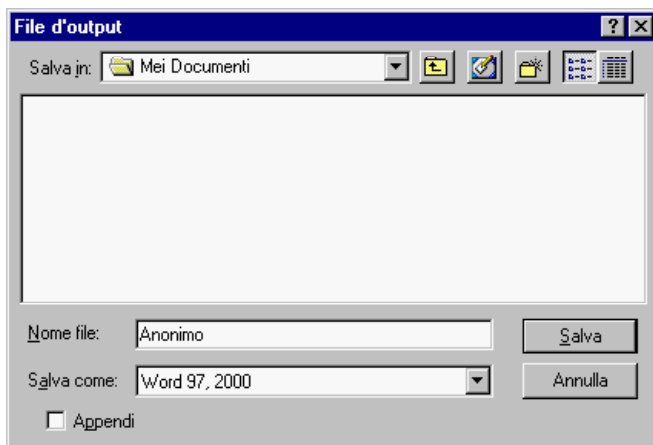 File d'output
Salva in: Mei Documenti
Nome file: Anonimo Salva
Salva come: Word 97, 2000 Annulla
Appendi